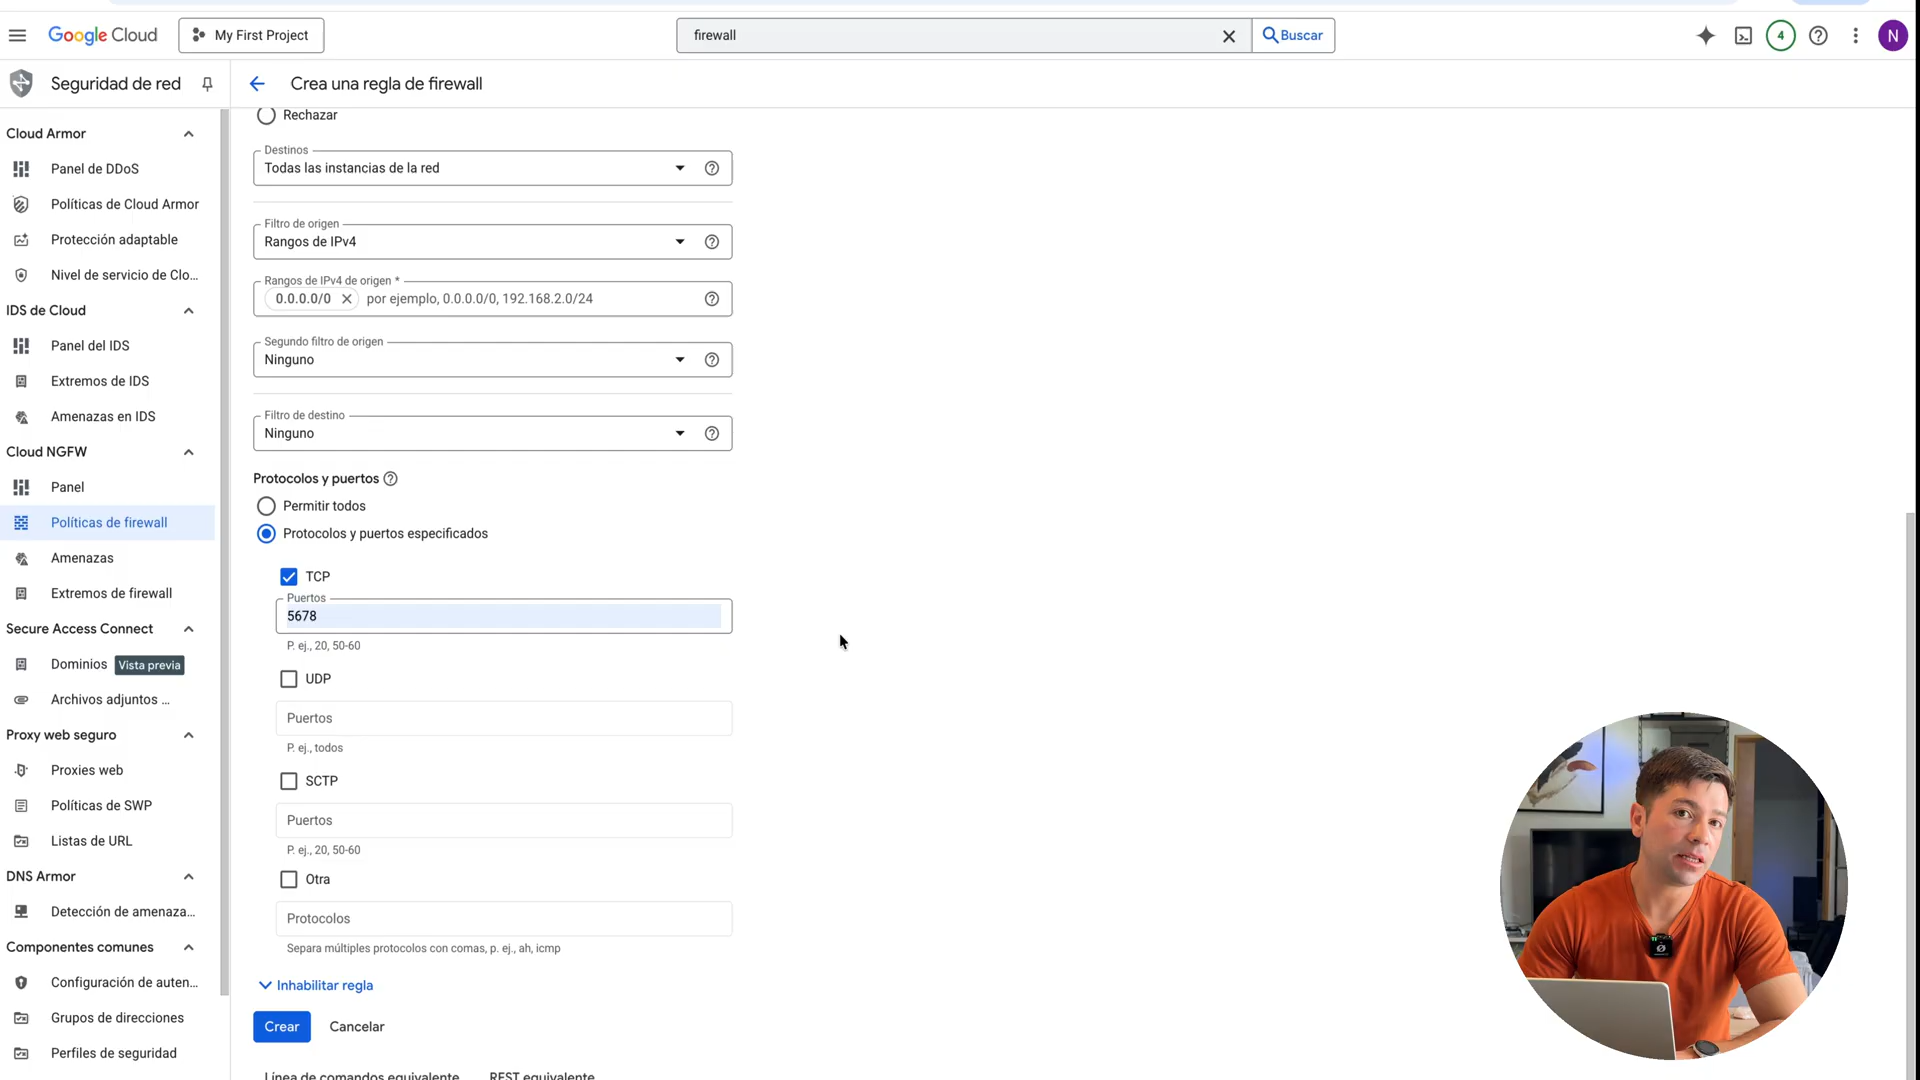 Google Cloud
My First Project
firewall
Buscar
4
N
Seguridad de red
Crea una regla de firewall
Cloud Armor
Panel de DDoS
Políticas de Cloud Armor
Protección adaptable
Nivel de servicio de Clo...
IDS de Cloud
Panel del IDS
Extremos de IDS
Amenazas en IDS
Cloud NGFW
Panel
Políticas de firewall
Amenazas
Extremos de firewall
Secure Access Connect
Dominios Vista previa
Archivos adjuntos ...
Proxy web seguro
Proxies web
Políticas de SWP
Listas de URL
DNS Armor
Detección de amenaza...
Componentes comunes
Configuración de auten...
Grupos de direcciones
Perfiles de seguridad
Rechazar
Destinos
Todas las instancias de la red
Filtro de origen
Rangos de IPv4
Rangos de IPv4 de origen *
0.0.0.0/0 por ejemplo, 0.0.0.0/0, 192.168.2.0/24
Segundo filtro de origen
Ninguno
Filtro de destino
Ninguno
Protocolos y puertos
Permitir todos
Protocolos y puertos especificados
TCP
Puertos
5678
P. ej., 20, 50-60
UDP
Puertos
P. ej., todos
SCTP
Puertos
P. ej., 20, 50-60
Otra
Protocolos
Separa múltiples protocolos con comas, p. ej., ah, icmp
Inhabilitar regla
Crear Cancelar
Línea de comandos equivalente REST equivalente